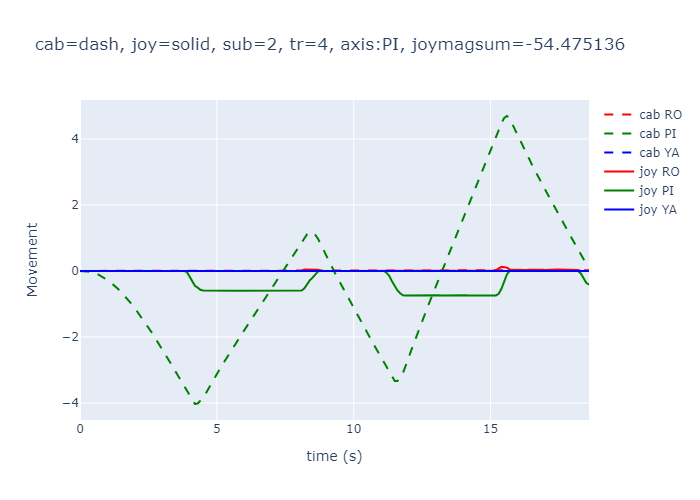 cab=dash, joy=solid, sub=2, tr=4, axis:PI, joymagsum=-54.475136
Movement
4
2
0
−2
−4
0 5 10 15
time (s)
cab RO
cab PI
cab YA
joy RO
joy PI
joy YA